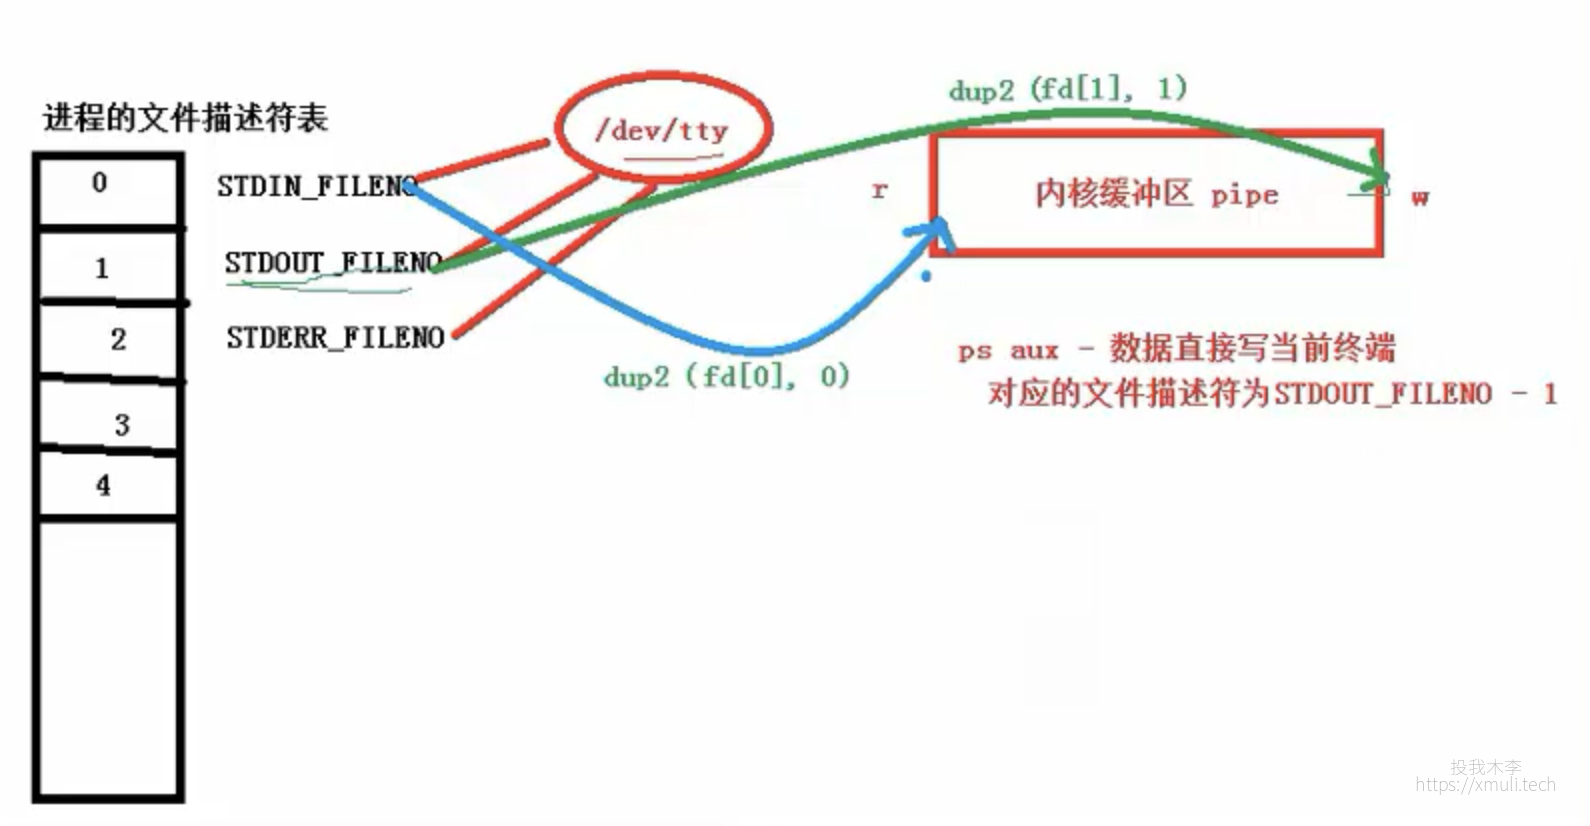 dup2 (fd[1], 1)
进程的文件描述符表
/dev/tty
0
STDIN_FILENO
r
内核缓冲区 pipe
w
1
STDOUT_FILENO
2
STDERR_FILENO
ps aux - 数据直接写当前终端
dup2 (fd[0], 0)
对应的文件描述符为STDOUT_FILENO - 1
3
4
投我木李
https://xmuli.tech